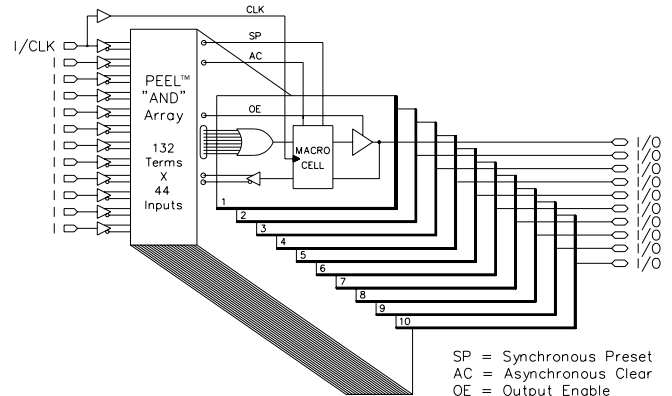 CLK
I/CLK
SP
I
AC
I
I
I
I
I
I
I
I
I
I
I
PEEL™
"AND"
Array
132
Terms
X
44
Inputs
OE
MACRO
CELL
1
2
3
4
5
6
7
8
9
10
I/O
I/O
I/O
I/O
I/O
I/O
I/O
I/O
I/O
I/O
SP = Synchronous Preset
AC = Asynchronous Clear
OE = Output Enable